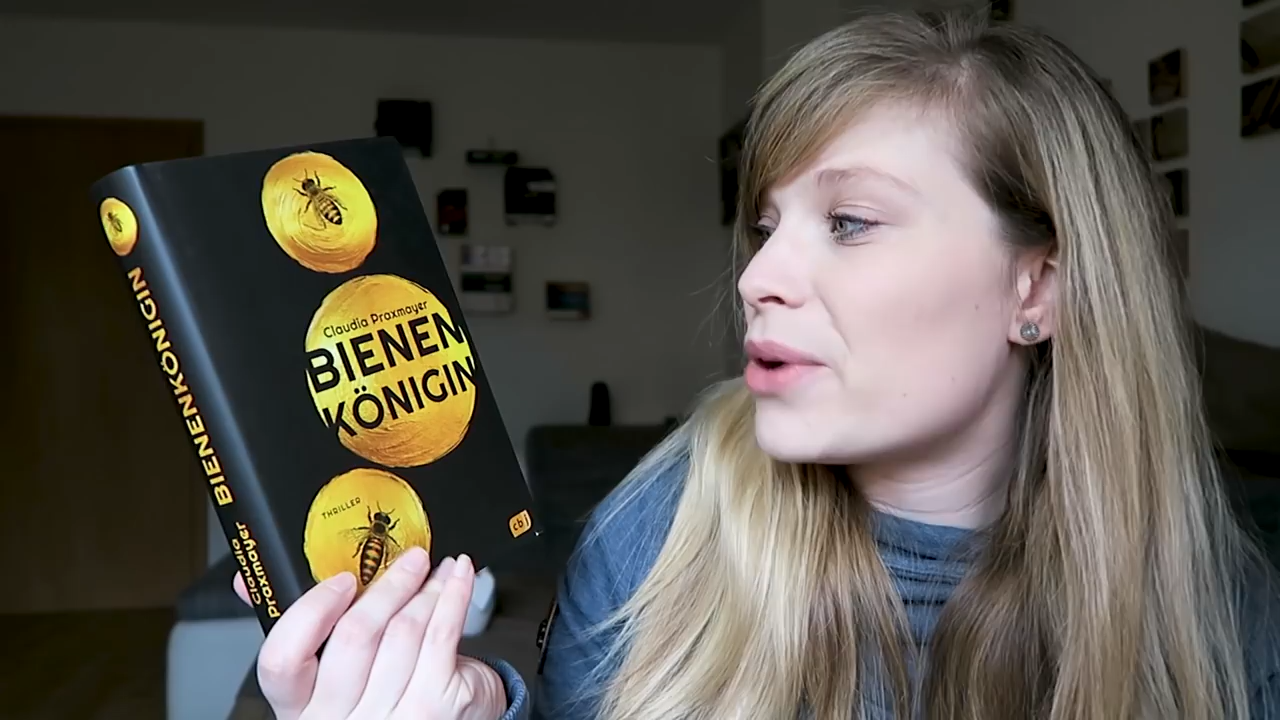 BIENENKÖNIGIN
Claudia
Praxmayer
Claudia Praxmayer
BIENEN
KÖNIGIN
THRILLER
cbj